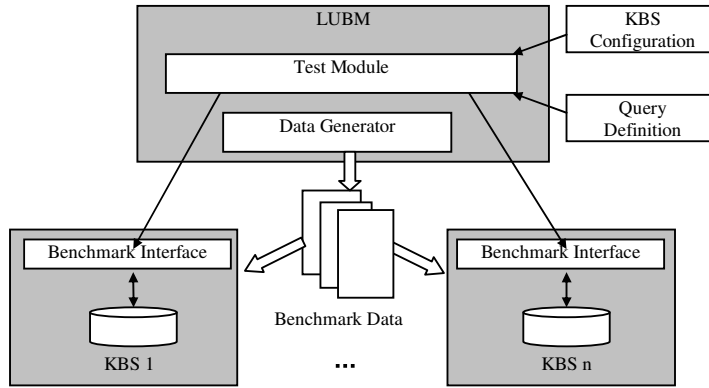 LUBM
KBS
Configuration
Test Module
Query
Definition
Data Generator
Benchmark Interface
Benchmark Interface
Benchmark Data
KBS 1
...
KBS n